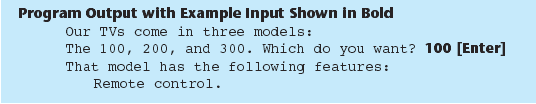 Program Output with Example Input Shown in Bold
Our TVs come in three models:
The 100, 200, and 300. Which do you want? 100 [Enter]
That model has the following features:
Remote control.